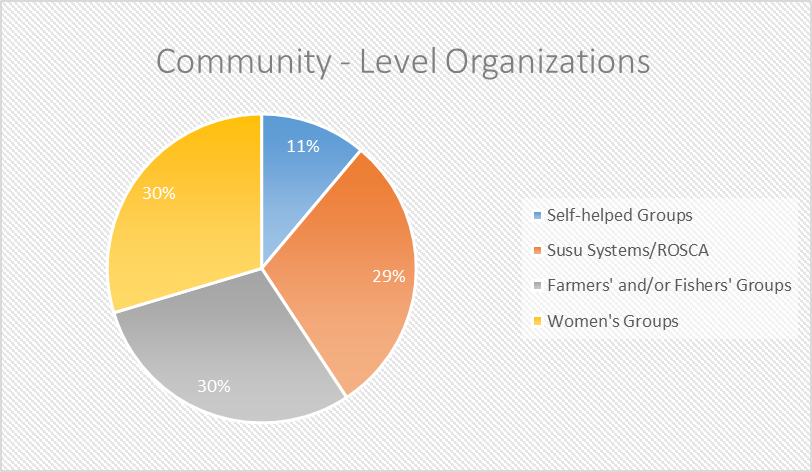 Community - Level Organizations
11%
29%
30%
30%
Self-helped Groups
Susu Systems/ROSCA
Farmers' and/or Fishers' Groups
Women's Groups